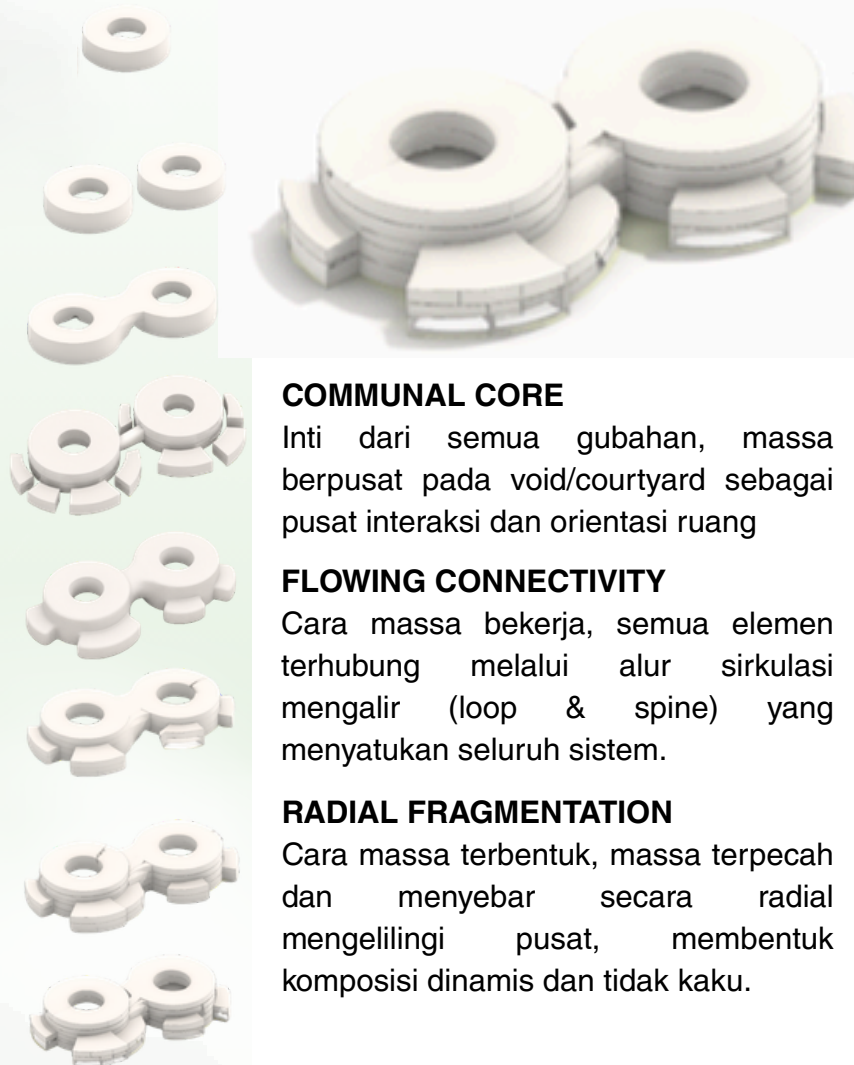 COMMUNAL CORE
Inti dari semua gubahan, massa
berpusat pada void/courtyard sebagai
pusat interaksi dan orientasi ruang
FLOWING CONNECTIVITY
Cara massa bekerja, semua elemen
terhubung melalui alur sirkulasi
mengalir (loop & spine) yang
menyatukan seluruh sistem.
RADIAL FRAGMENTATION
Cara massa terbentuk, massa terpecah
dan menyebar secara radial
mengelilingi pusat, membentuk
komposisi dinamis dan tidak kaku.